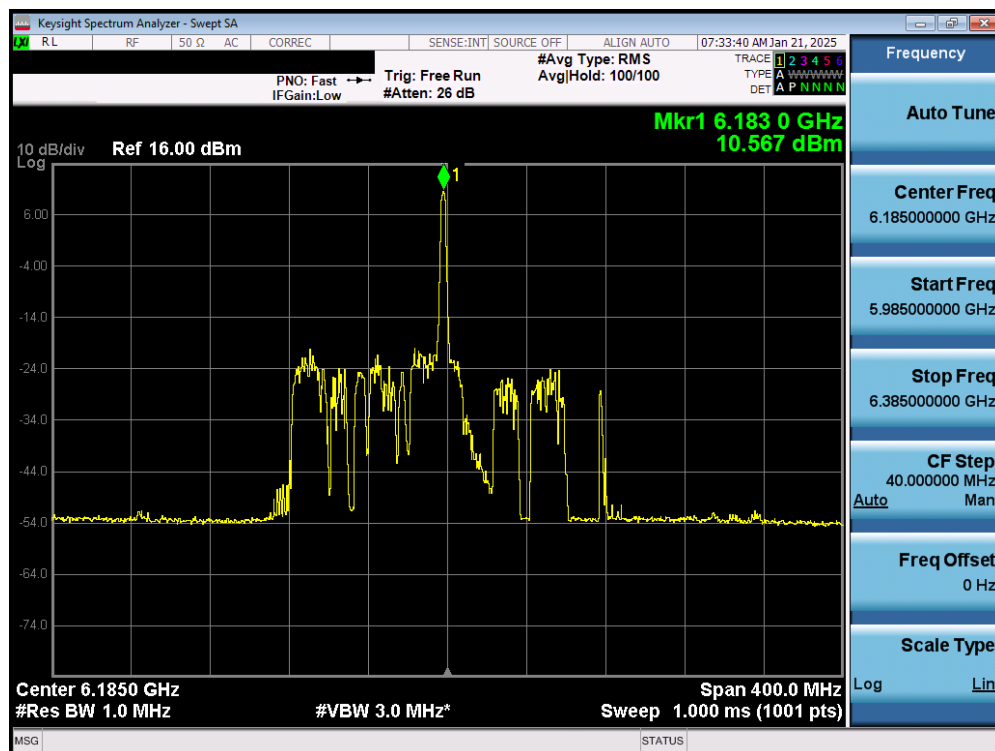 Keysight Spectrum Analyzer - Swept SA
LXI RL RF 50 Ω AC CORREC SENSE:INT SOURCE OFF ALIGN AUTO 07:33:40 AM Jan 21, 2025
PNO: Fast
IFGain:Low
Trig: Free Run
#Atten: 26 dB
#Avg Type: RMS
Avg|Hold: 100/100
TRACE 1 2 3 4 5 6
TYPE A WWWWW
DET A P N N N N
Mkr1 6.183 0 GHz
10.567 dBm
10 dB/div Ref 16.00 dBm
Log
1
6.00
-4.00
-14.0
-24.0
-34.0
-44.0
-54.0
-64.0
-74.0
Center 6.1850 GHz Span 400.0 MHz
#Res BW 1.0 MHz #VBW 3.0 MHz* Sweep 1.000 ms (1001 pts)
MSG STATUS
Frequency
Auto Tune
Center Freq
6.185000000 GHz
Start Freq
5.985000000 GHz
Stop Freq
6.385000000 GHz
CF Step
40.000000 MHz
Auto Man
Freq Offset
0 Hz
Scale Type
Log Lin